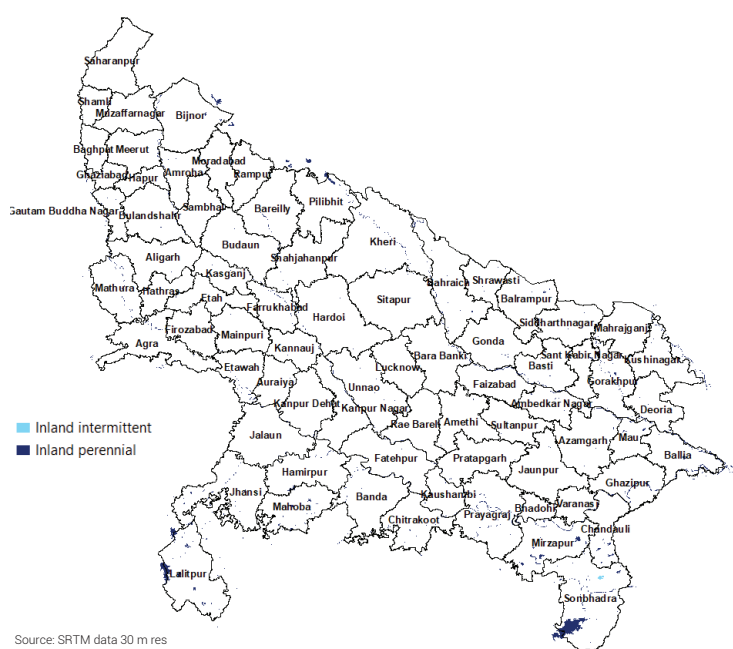 Saharanpur
Shamli
Muzaffarnagar
Bijnor
Baghpat
Meerut
Ghaziabad
Hapur
Amroha
Moradabad
Rampur
Gautam Buddha Nagar
Bulandshahr
Sambhal
Bareilly
Pilibhit
Budaun
Kheri
Aligarh
Shahjahanpur
Mathura
Hathras
Kasganj
Etah
Bahraich
Shrawasti
Balrampur
Sitapur
Farrukhabad
Hardoi
Siddharthnagar
Mahrajganj
Agra
Firozabad
Mainpuri
Kannauj
Gonda
Bara Banki
Sant Kabir Nagar
Kushinagar
Etawah
Lucknow
Basti
Auraiya
Unnao
Faizabad
Gorakhpur
Kanpur Dehat
Kanpur Nagar
Ambedkar Nagar
Deoria
Rae Bareli
Amethi
Sultanpur
Inland intermittent
Jalaun
Azamgarh
Mau
Inland perennial
Ballia
Fatehpur
Pratapgarh
Hamirpur
Jaunpur
Ghazipur
Jhansi
Banda
Kaushambi
Mahoba
Prayagraj
Bhadohi
Varanasi
Chitrakoot
Chandauli
Mirzapur
Lalitpur
Sonbhadra
Source: SRTM data 30 m res